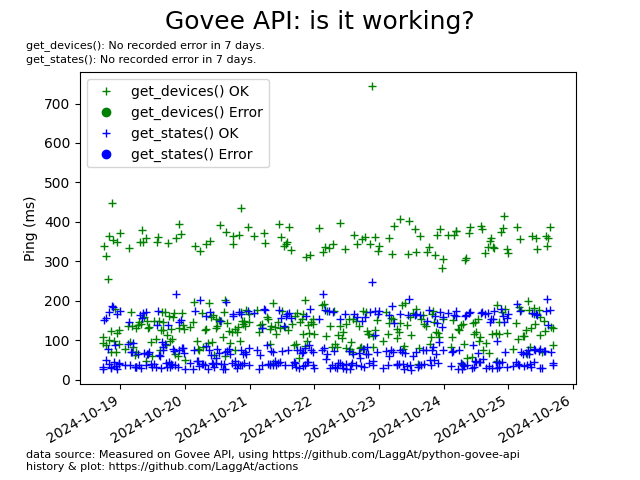 Govee API: is it working?
get_devices(): No recorded error in 7 days.
get_states(): No recorded error in 7 days.
get_devices() OK
get_devices() Error
get_states() OK
get_states() Error
Ping (ms)
700
600
500
400
300
200
100
0
2024-10-19
2024-10-20
2024-10-21
2024-10-22
2024-10-23
2024-10-24
2024-10-25
2024-10-26
data source: Measured on Govee API, using https://github.com/LaggAt/python-govee-api
history & plot: https://github.com/LaggAt/actions